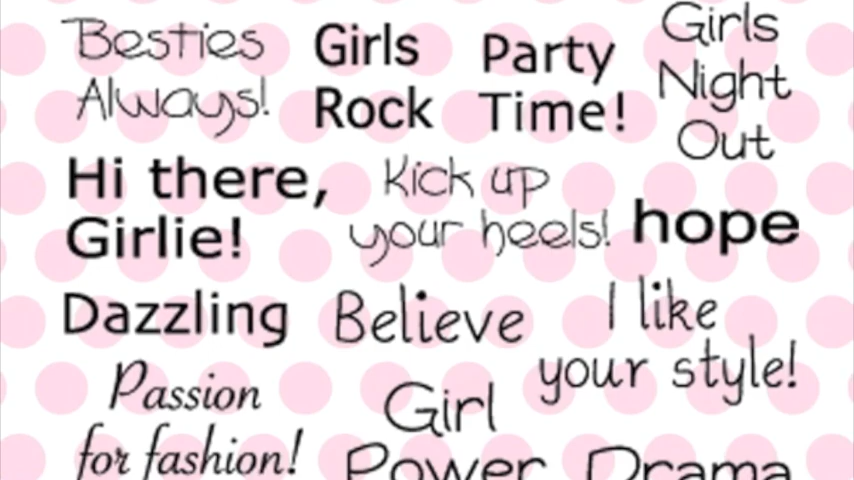 Besties
Always!
Girls
Rock
Party
Time!
Girls
Night
Out
Hi there,
Girlie!
Kick up
your heels!
hope
Dazzling
Believe
I like
your style!
Passion
for fashion!
Girl
Power
Drama